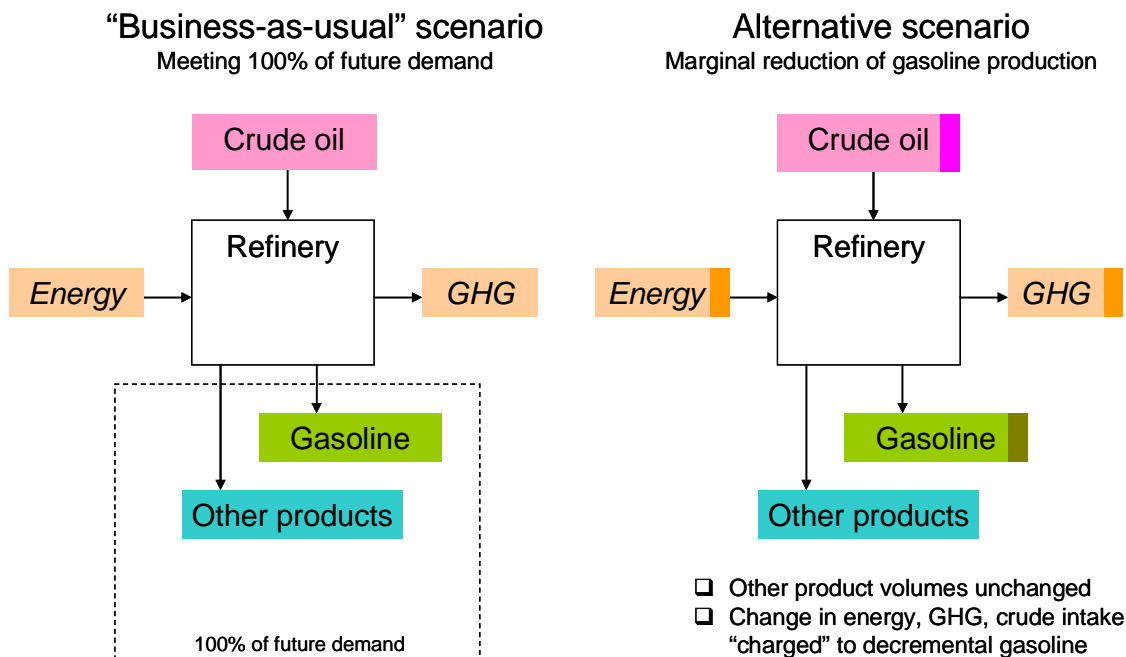 “Business-as-usual” scenario
Meeting 100% of future demand
Crude oil
Refinery
Energy
GHG
Gasoline
Other products
100% of future demand
Alternative scenario
Marginal reduction of gasoline production
Crude oil
Refinery
Energy
GHG
Gasoline
Other products
❑ Other product volumes unchanged
❑ Change in energy, GHG, crude intake
“charged” to decremental gasoline